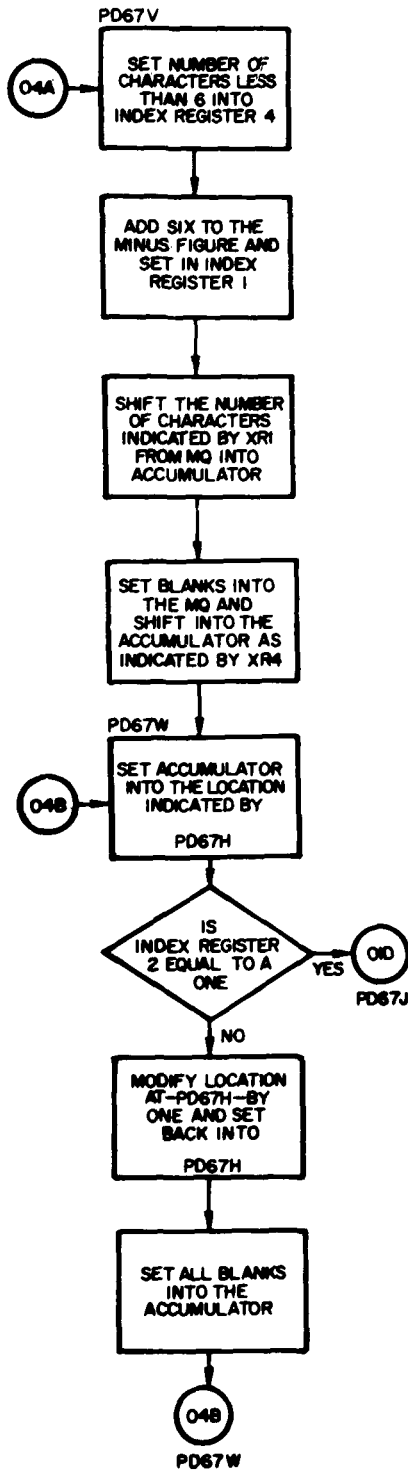 PD67V
04A
SET NUMBER OF
CHARACTERS LESS
THAN 6 INTO
INDEX REGISTER 4
ADD SIX TO THE
MINUS FIGURE AND
SET IN INDEX
REGISTER I
SHIFT THE NUMBER
OF CHARACTERS
INDICATED BY XR1
FROM MQ INTO
ACCUMULATOR
SET BLANKS INTO
THE MQ AND
SHIFT INTO THE
ACCUMULATOR AS
INDICATED BY XR4
PD67W
04B
SET ACCUMULATOR
INTO THE LOCATION
INDICATED BY
PD67H
IS
INDEX REGISTER
2 EQUAL TO A
ONE
YES
01D
PD67J
NO
MODIFY LOCATION
AT-PD67H-BY
ONE AND SET
BACK INTO
PD67H
SET ALL BLANKS
INTO THE
ACCUMULATOR
04B
PD67W